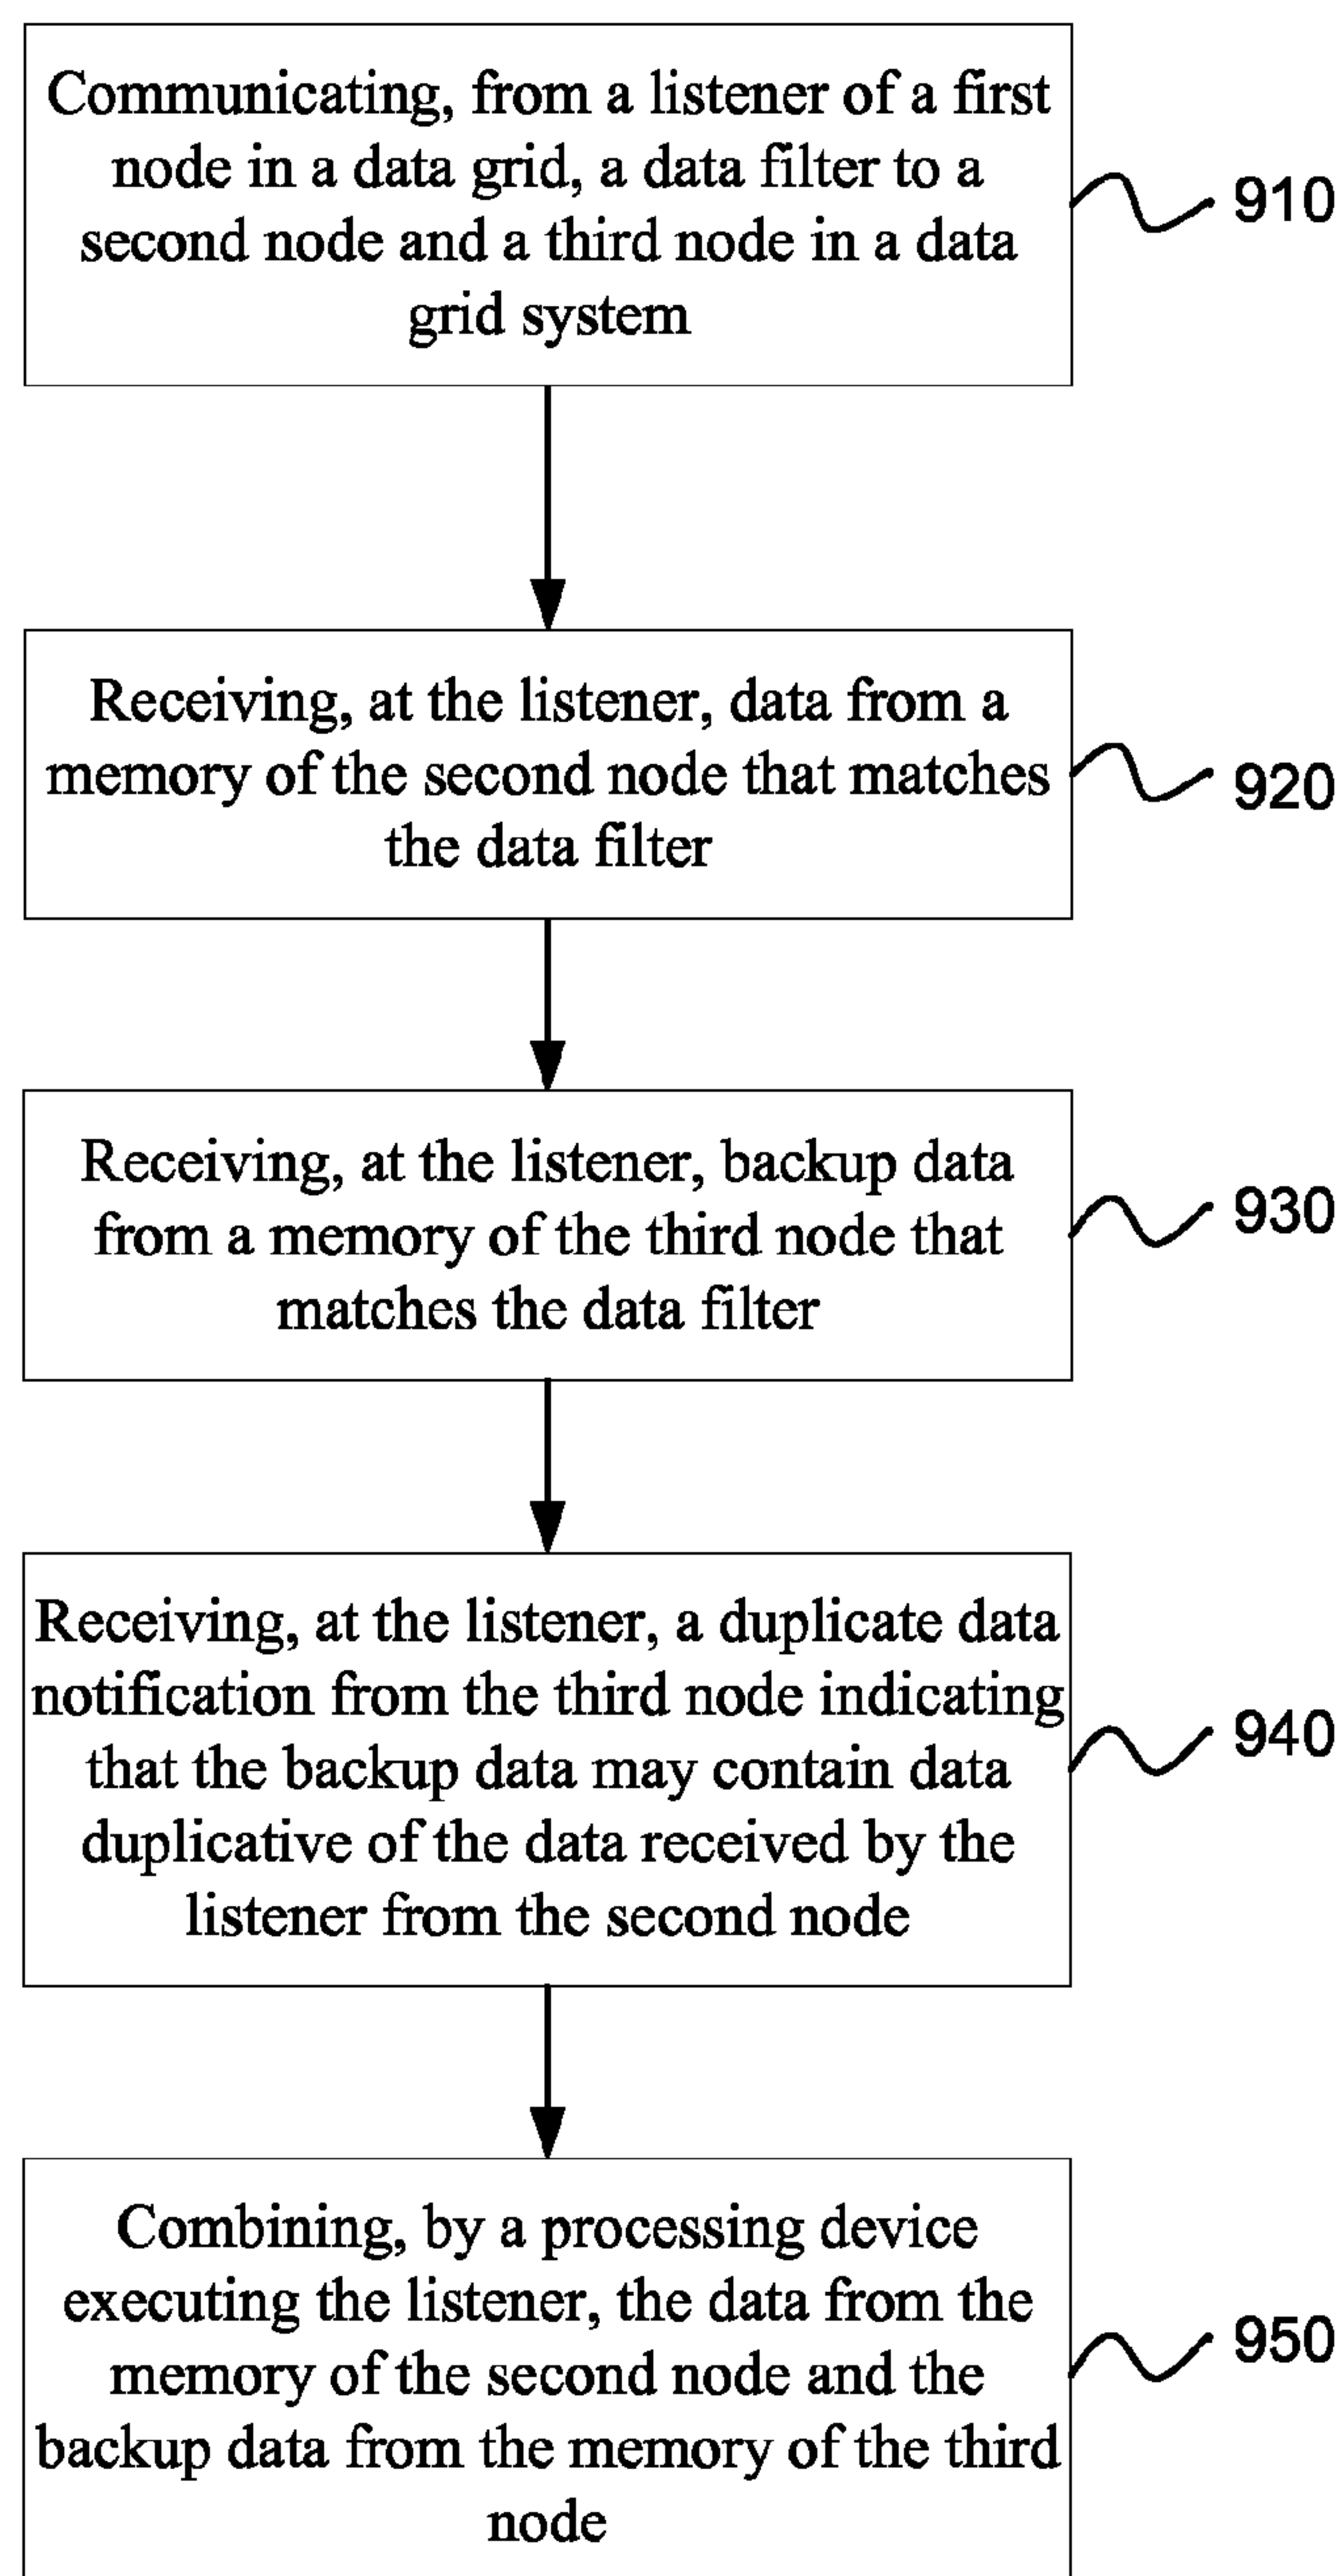 Communicating, from a listener of a first
node in a data grid, a data filter to a
second node and a third node in a data
grid system
910
Receiving, at the listener, data from a
memory of the second node that matches
the data filter
920
Receiving, at the listener, backup data
from a memory of the third node that
matches the data filter
930
Receiving, at the listener, a duplicate data
notification from the third node indicating
that the backup data may contain data
duplicative of the data received by the
listener from the second node
940
Combining, by a processing device
executing the listener, the data from the
memory of the second node and the
backup data from the memory of the third
node
950